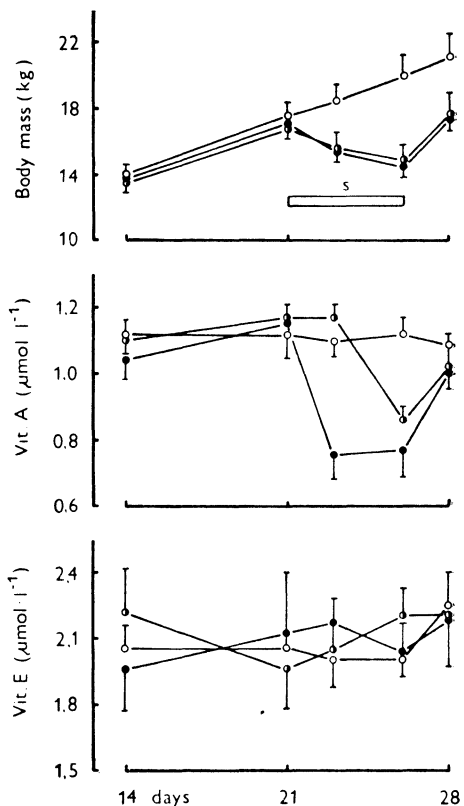 Body mass (kg)
22
18
14
10
s
Vit. A (μmol l⁻¹)
1.2
1.0
0.8
0.6
Vit. E (μmol·l⁻¹)
2.4
2.1
1.8
1.5
14 days 21 28